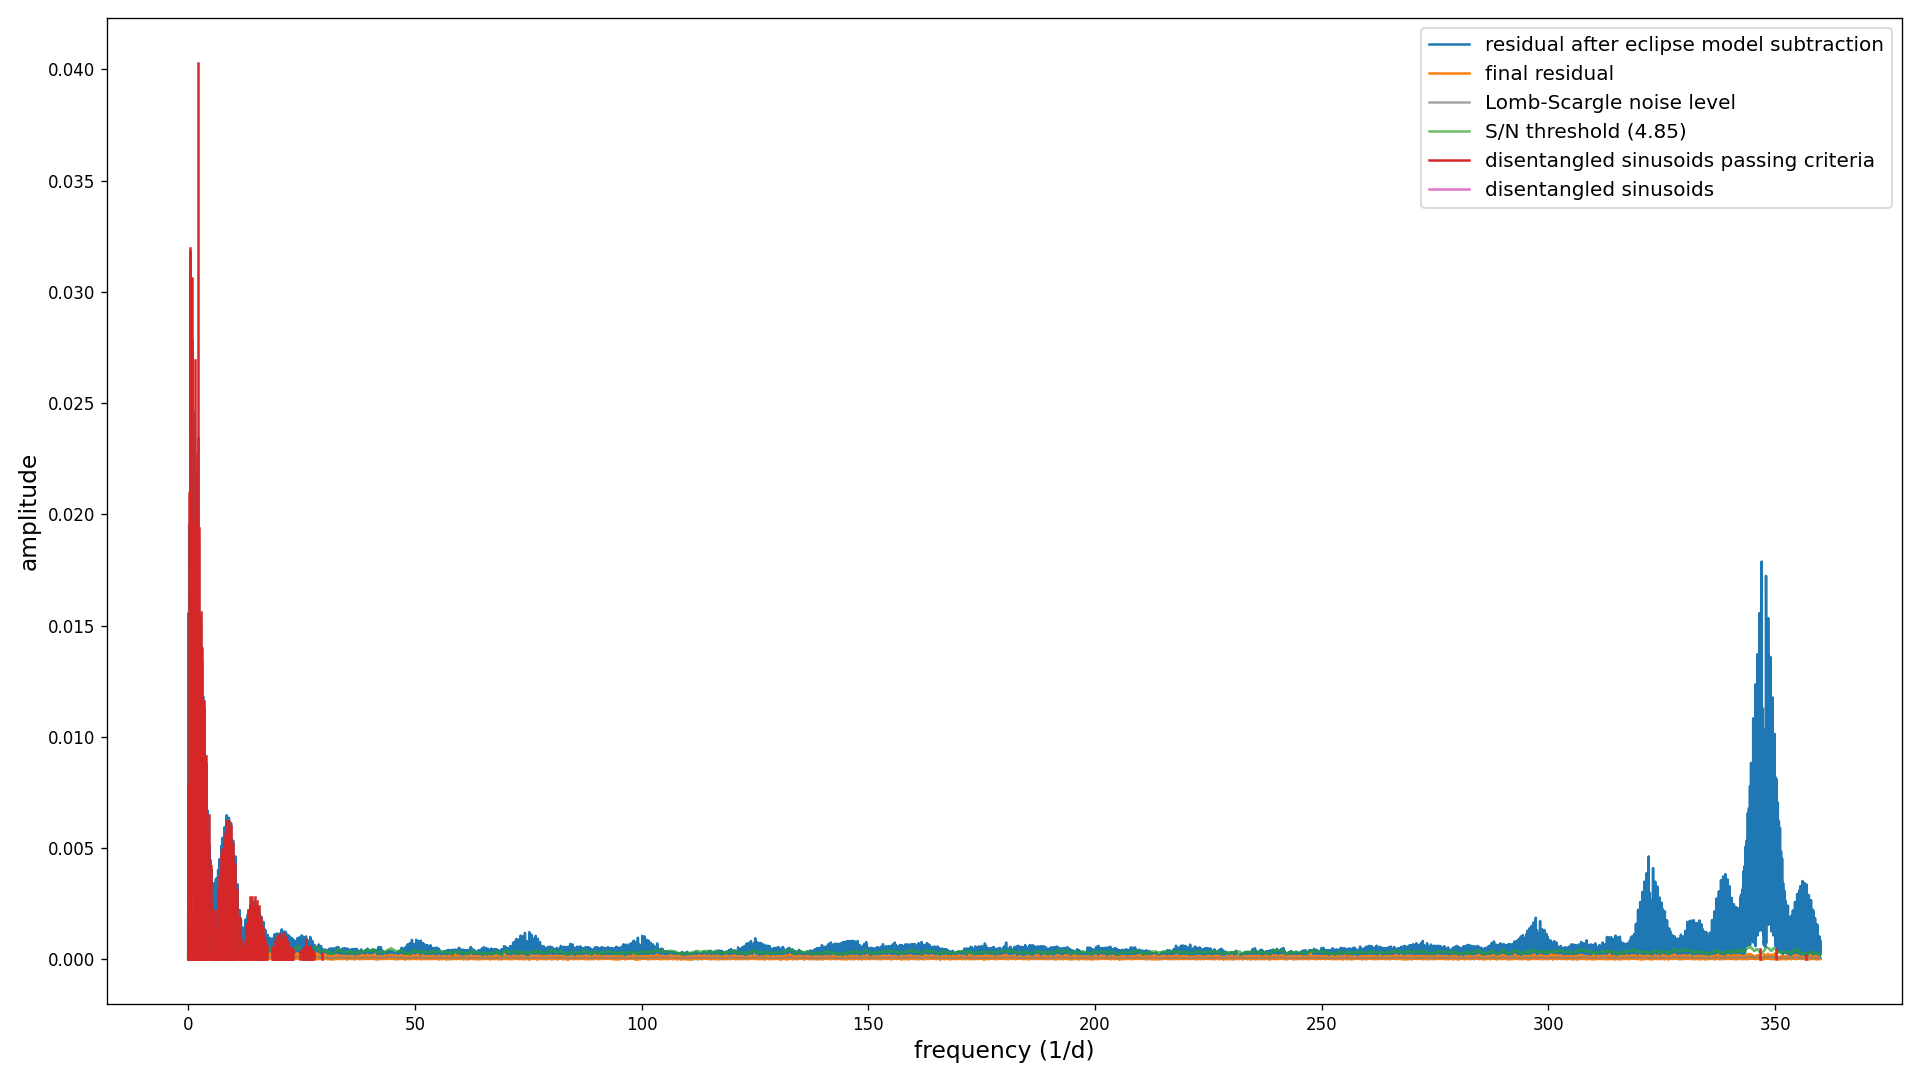 residual after eclipse model subtraction
final residual
Lomb-Scargle noise level
S/N threshold (4.85)
disentangled sinusoids passing criteria
disentangled sinusoids
0.040
0.035
0.030
0.025
0.020
0.015
0.010
0.005
0.000
amplitude
0 50 100 150 200 250 300 350
frequency (1/d)